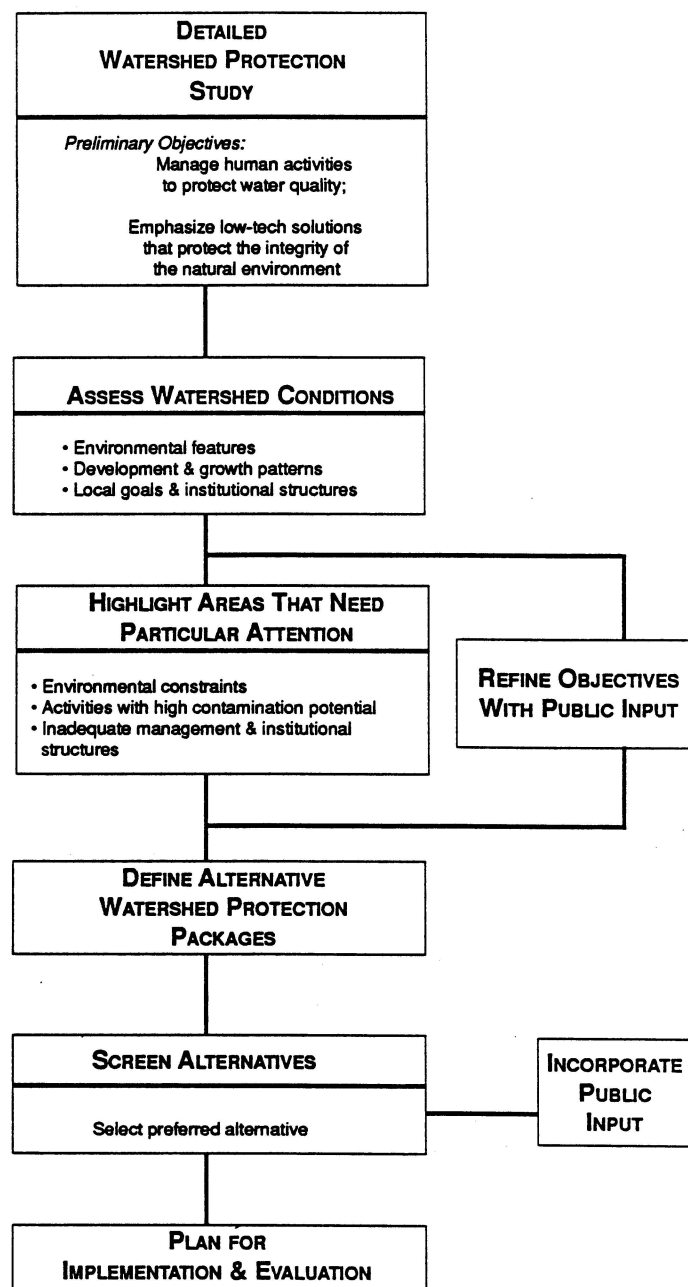 DETAILED
WATERSHED PROTECTION
STUDY
Preliminary Objectives:
Manage human activities
to protect water quality;
Emphasize low-tech solutions
that protect the integrity of
the natural environment
ASSESS WATERSHED CONDITIONS
• Environmental features
• Development & growth patterns
• Local goals & institutional structures
HIGHLIGHT AREAS THAT NEED
PARTICULAR ATTENTION
• Environmental constraints
• Activities with high contamination potential
• Inadequate management & institutional
structures
REFINE OBJECTIVES
WITH PUBLIC INPUT
DEFINE ALTERNATIVE
WATERSHED PROTECTION
PACKAGES
SCREEN ALTERNATIVES
Select preferred alternative
INCORPORATE
PUBLIC
INPUT
PLAN FOR
IMPLEMENTATION & EVALUATION